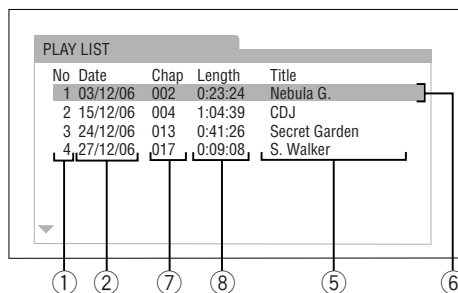 PLAY LIST
No Date Chap Length Title
1 03/12/06 002 0:23:24 Nebula G.
2 15/12/06 004 1:04:39 CDJ
3 24/12/06 013 0:41:26 Secret Garden
4 27/12/06 017 0:09:08 S. Walker
① ② ⑦ ⑧ ⑤ ⑥